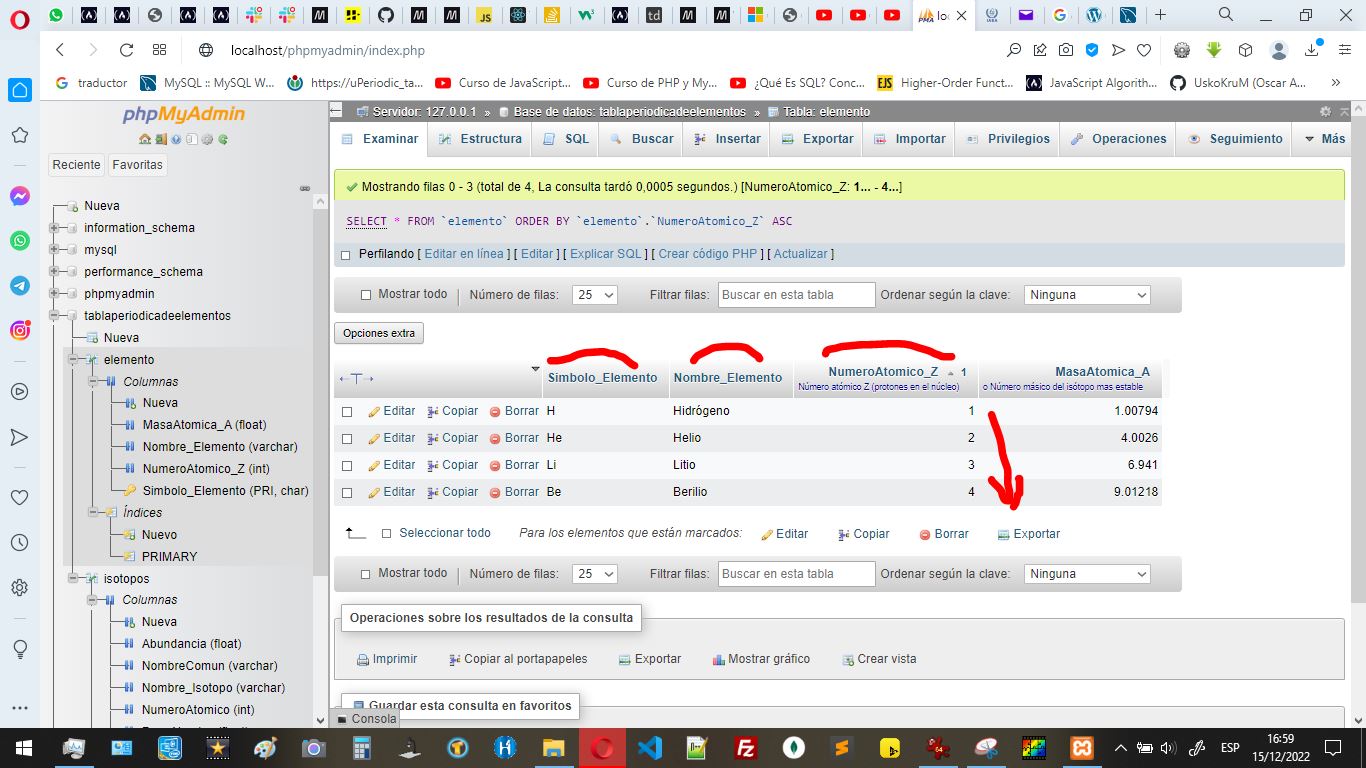 localhost/phpmyadmin/index.php
traductor
MySQL :: MySQL W...
https://uPeriodic_ta...
Curso de JavaScript...
Curso de PHP y My...
¿Qué Es SQL? Conc...
Higher-Order Funct...
JavaScript Algorith...
UskoKruM (Oscar A...
phpMyAdmin
Reciente Favoritas
Nueva
information_schema
mysql
performance_schema
phpmyadmin
tablaperiodicadeelementos
Nueva
elemento
Columnas
Nueva
MasaAtomica_A (float)
Nombre_Elemento (varchar)
NumeroAtomico_Z (int)
Simbolo_Elemento (PRI, char)
Índices
Nuevo
PRIMARY
isotopos
Columnas
Nueva
Abundancia (float)
NombreComun (varchar)
Nombre_Isotopo (varchar)
NumeroAtomico (int)
Servidor: 127.0.0.1 » Base de datos: tablaperiodicadeelementos » Tabla: elemento
Examinar Estructura SQL Buscar Insertar Exportar Importar Privilegios Operaciones Seguimiento Más
Mostrando filas 0 - 3 (total de 4, La consulta tardó 0,0005 segundos.) [NumeroAtomico_Z: 1... - 4...]
SELECT * FROM `elemento` ORDER BY `elemento`.`NumeroAtomico_Z` ASC
Perfilando [ Editar en línea ] [ Editar ] [ Explicar SQL ] [ Crear código PHP ] [ Actualizar ]
Mostrar todo Número de filas: 25 Filtrar filas: Buscar en esta tabla Ordenar según la clave: Ninguna
Opciones extra
Simbolo_Elemento Nombre_Elemento NumeroAtomico_Z 1 MasaAtomica_A
Número atómico Z (protones en el núcleo) o Número másico del isótopo mas estable
Editar Copiar Borrar H Hidrógeno 1 1.00794
Editar Copiar Borrar He Helio 2 4.0026
Editar Copiar Borrar Li Litio 3 6.941
Editar Copiar Borrar Be Berilio 4 9.01218
Seleccionar todo Para los elementos que están marcados: Editar Copiar Borrar Exportar
Mostrar todo Número de filas: 25 Filtrar filas: Buscar en esta tabla Ordenar según la clave: Ninguna
Operaciones sobre los resultados de la consulta
Imprimir Copiar al portapapeles Exportar Mostrar gráfico Crear vista
Guardar esta consulta en favoritos
Consola
ESP
16:59
15/12/2022